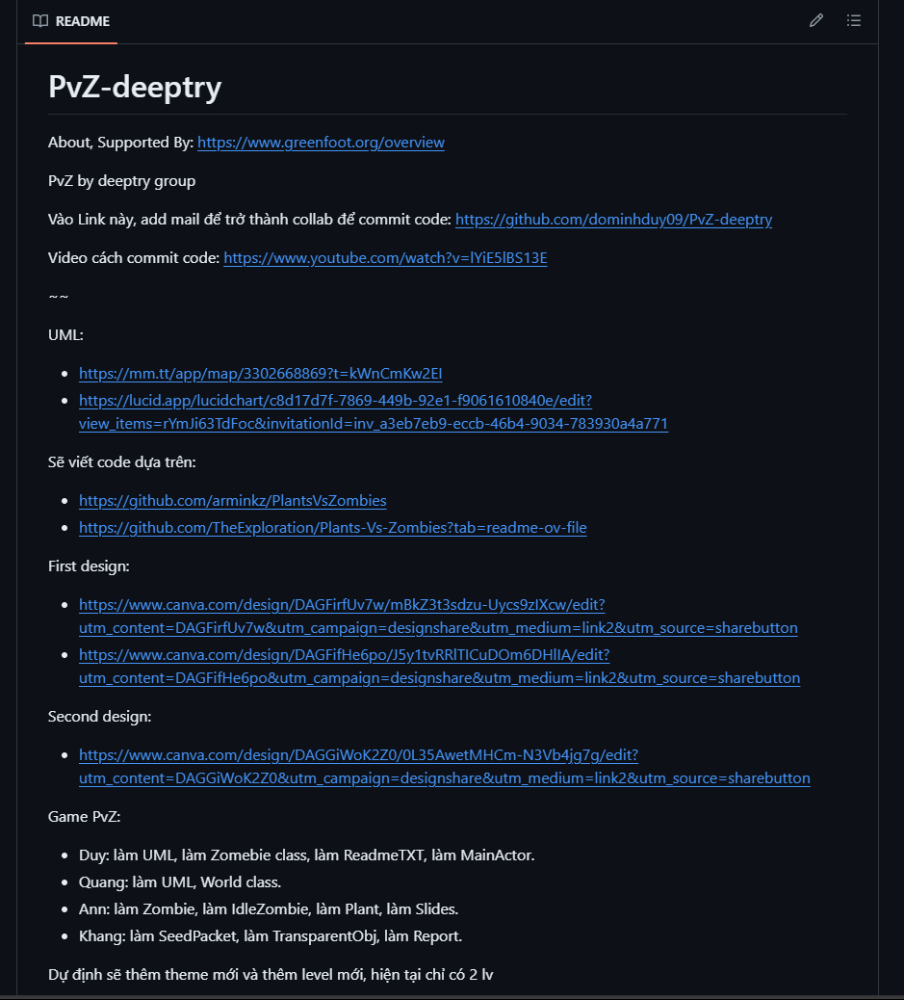 README
PvZ-deeptry
About, Supported By: https://www.greenfoot.org/overview
PvZ by deeptry group
Vào Link này, add mail để trở thành collab để commit code: https://github.com/dominhduy09/PvZ-deeptry
Video cách commit code: https://www.youtube.com/watch?v=lYiE5lBS13E
~~
UML:
https://mm.tt/app/map/3302668869?t=kWnCmKw2EI
https://lucid.app/lucidchart/c8d17d7f-7869-449b-92e1-f9061610840e/edit?
view_items=rYmJi63TdFoc&invitationId=inv_a3eb7eb9-eccb-46b4-9034-783930a4a771
Sẽ viết code dựa trên:
https://github.com/arminkz/PlantsVsZombies
https://github.com/TheExploration/Plants-Vs-Zombies?tab=readme-ov-file
First design:
https://www.canva.com/design/DAGFirfUv7w/mBkZ3t3sdzu-Uycs9zIXcw/edit?
utm_content=DAGFirfUv7w&utm_campaign=designshare&utm_medium=link2&utm_source=sharebutton
https://www.canva.com/design/DAGFifHe6po/J5y1tvRRlTICuDOm6DHlIA/edit?
utm_content=DAGFifHe6po&utm_campaign=designshare&utm_medium=link2&utm_source=sharebutton
Second design:
https://www.canva.com/design/DAGGiWoK2Z0/0L35AwetMHCm-N3Vb4jg7g/edit?
utm_content=DAGGiWoK2Z0&utm_campaign=designshare&utm_medium=link2&utm_source=sharebutton
Game PvZ:
Duy: làm UML, làm Zomebie class, làm ReadmeTXT, làm MainActor.
Quang: làm UML, World class.
Ann: làm Zombie, làm IdleZombie, làm Plant, làm Slides.
Khang: làm SeedPacket, làm TransparentObj, làm Report.
Dự định sẽ thêm theme mới và thêm level mới, hiện tại chỉ có 2 lv